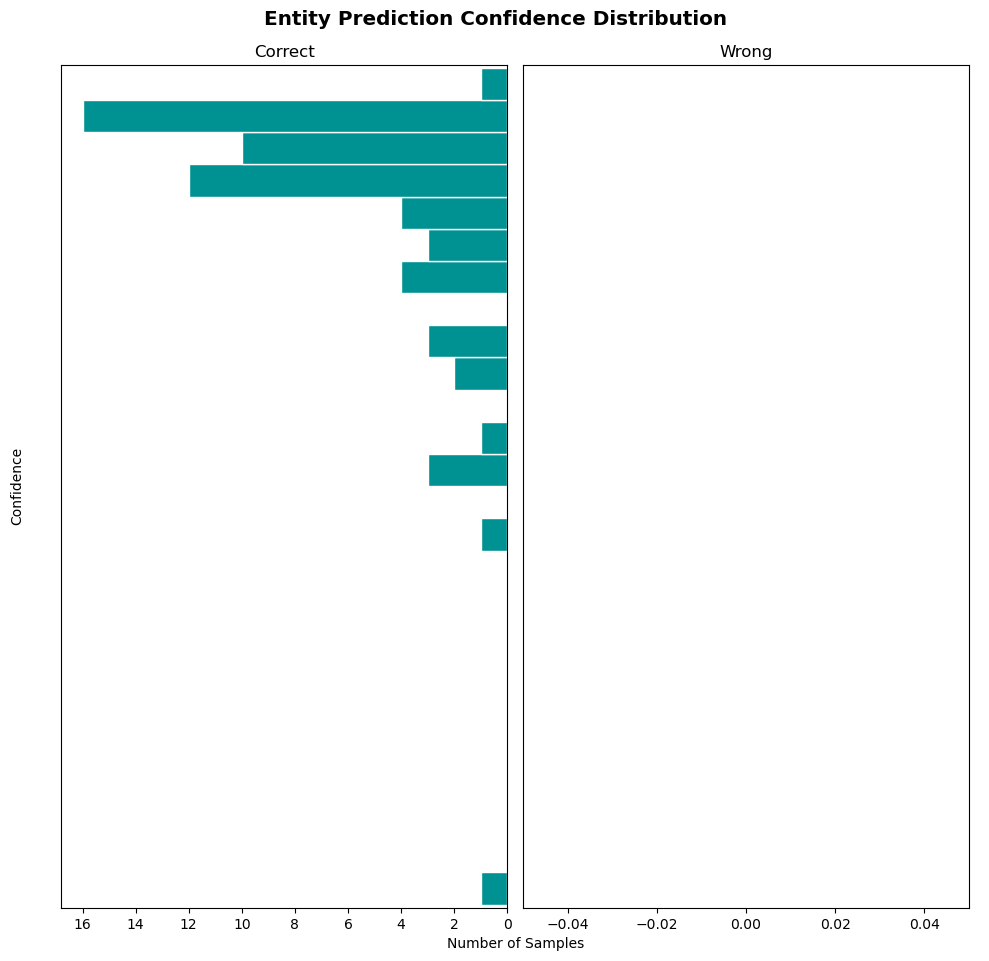 Entity Prediction Confidence Distribution
Correct
Wrong
Confidence
16 14 12 10 8 6 4 2 0
−0.04 −0.02 0.00 0.02 0.04
Number of Samples